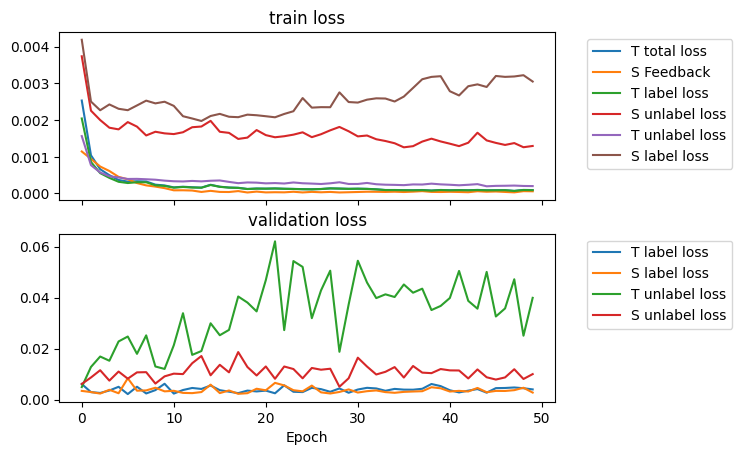 train loss
0.004
0.003
0.002
0.001
0.000
T total loss
S Feedback
T label loss
S unlabel loss
T unlabel loss
S label loss
validation loss
0.06
0.04
0.02
0.00
0
10
20
30
40
50
Epoch
T label loss
S label loss
T unlabel loss
S unlabel loss